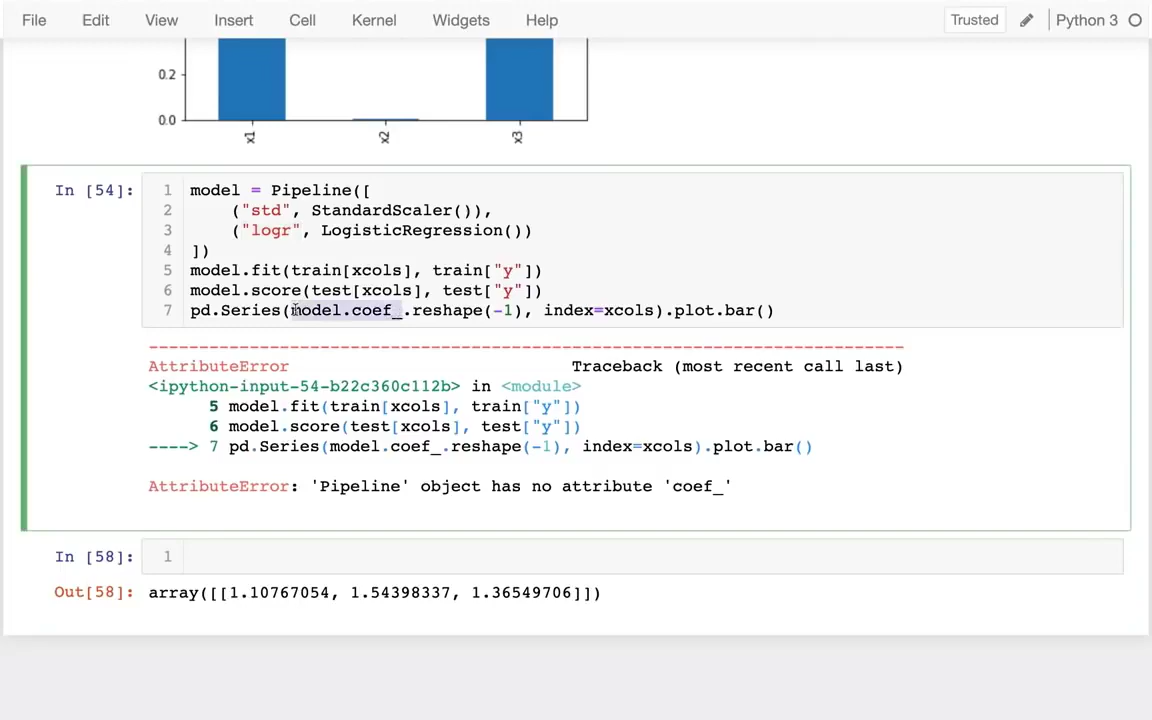 File Edit View Insert Cell Kernel Widgets Help Trusted Python 3
0.2
0.0
x1 x2 x3
In [54]:
1 model = Pipeline([
2     ("std", StandardScaler()),
3     ("logr", LogisticRegression())
4 ])
5 model.fit(train[xcols], train["y"])
6 model.score(test[xcols], test["y"])
7 pd.Series(model.coef_.reshape(-1), index=xcols).plot.bar()
---------------------------------------------------------------------------
AttributeError                            Traceback (most recent call last)
<ipython-input-54-b22c360c112b> in <module>
      5 model.fit(train[xcols], train["y"])
      6 model.score(test[xcols], test["y"])
----> 7 pd.Series(model.coef_.reshape(-1), index=xcols).plot.bar()
AttributeError: 'Pipeline' object has no attribute 'coef_'
In [58]: 1
Out[58]: array([[1.10767054, 1.54398337, 1.36549706]])